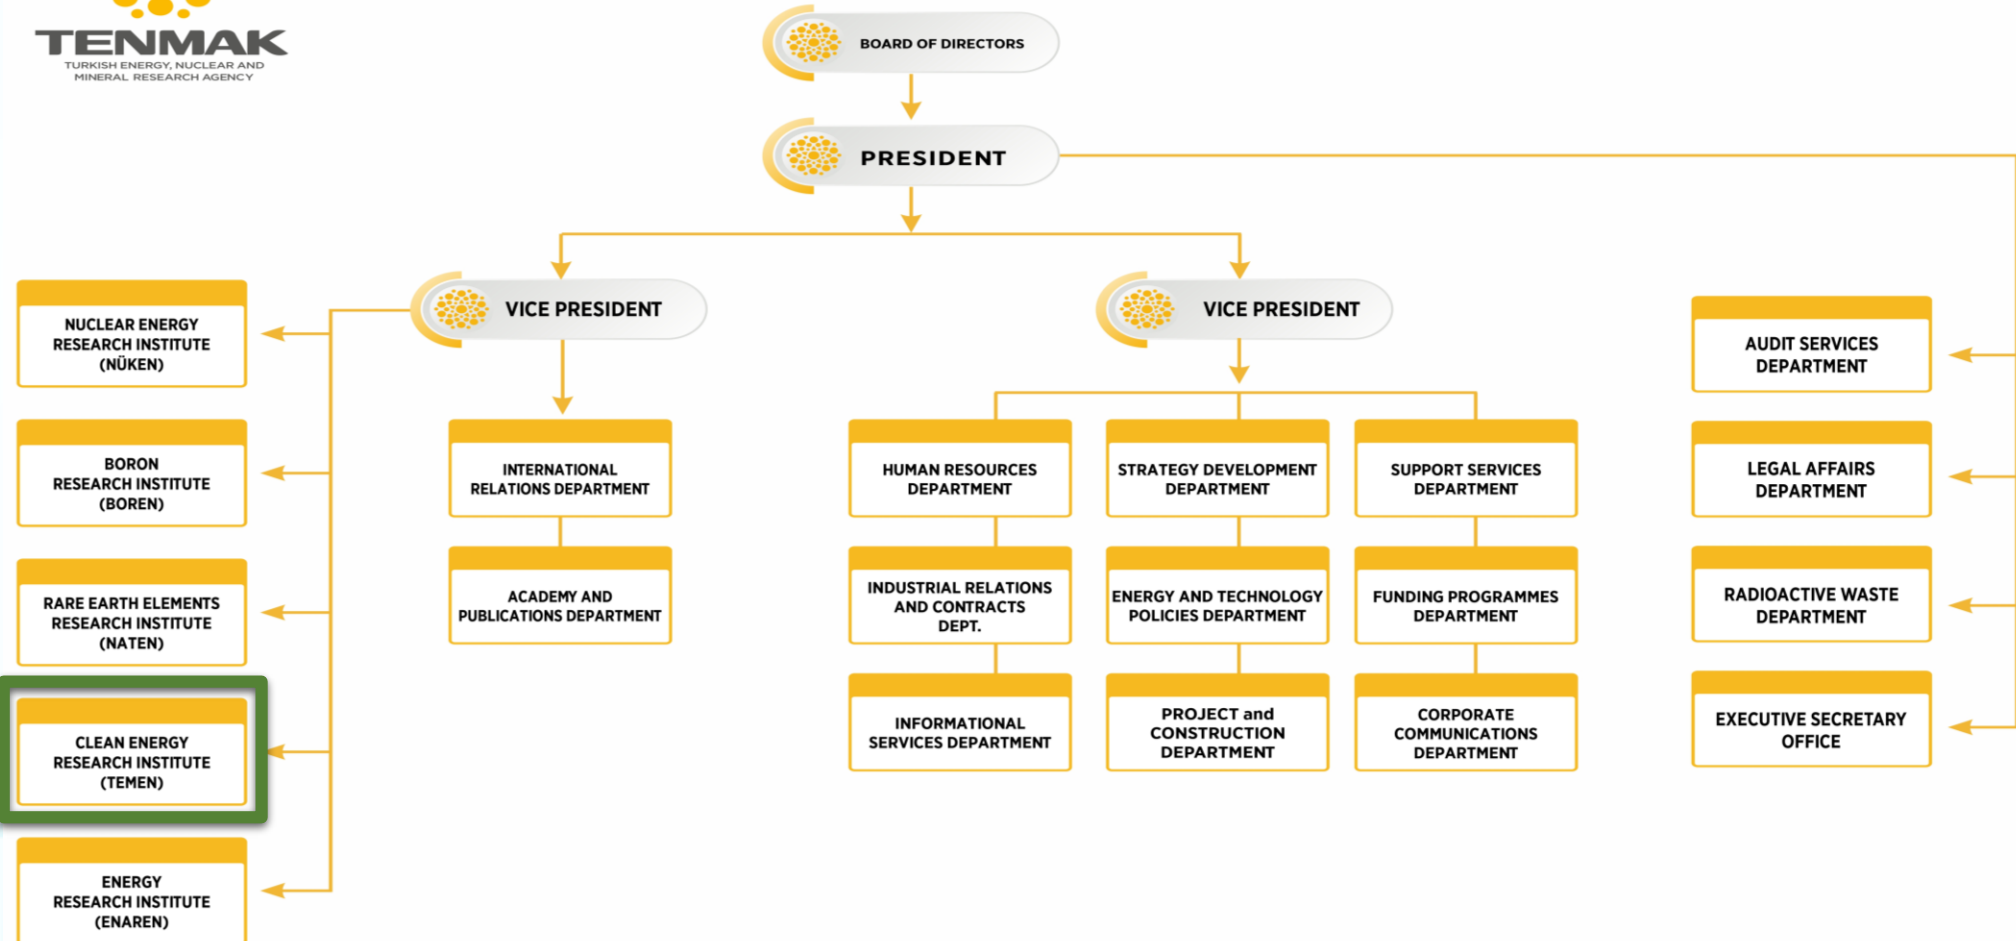 TENMAK
TURKISH ENERGY, NUCLEAR AND
MINERAL RESEARCH AGENCY
BOARD OF DIRECTORS
PRESIDENT
VICE PRESIDENT
VICE PRESIDENT
NUCLEAR ENERGY
RESEARCH INSTITUTE
(NÜKEN)
BORON
RESEARCH INSTITUTE
(BOREN)
RARE EARTH ELEMENTS
RESEARCH INSTITUTE
(NATEN)
CLEAN ENERGY
RESEARCH INSTITUTE
(TEMEN)
ENERGY
RESEARCH INSTITUTE
(ENAREN)
INTERNATIONAL
RELATIONS DEPARTMENT
ACADEMY AND
PUBLICATIONS DEPARTMENT
HUMAN RESOURCES
DEPARTMENT
INDUSTRIAL RELATIONS
AND CONTRACTS
DEPT.
INFORMATIONAL
SERVICES DEPARTMENT
STRATEGY DEVELOPMENT
DEPARTMENT
ENERGY AND TECHNOLOGY
POLICIES DEPARTMENT
PROJECT and
CONSTRUCTION
DEPARTMENT
SUPPORT SERVICES
DEPARTMENT
FUNDING PROGRAMMES
DEPARTMENT
CORPORATE
COMMUNICATIONS
DEPARTMENT
AUDIT SERVICES
DEPARTMENT
LEGAL AFFAIRS
DEPARTMENT
RADIOACTIVE WASTE
DEPARTMENT
EXECUTIVE SECRETARY
OFFICE